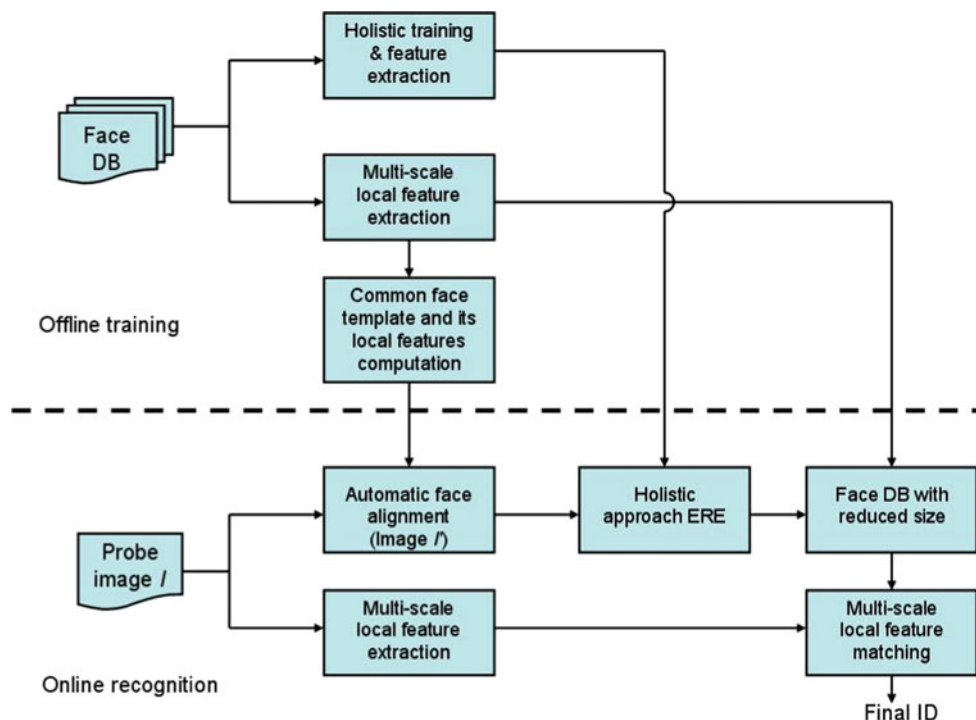 Holistic training
& feature
extraction
Face
DB
Multi-scale
local feature
extraction
Common face
template and its
local features
computation
Offline training
Automatic face
alignment
(Image I')
Holistic
approach ERE
Face DB with
reduced size
Probe
image I
Multi-scale
local feature
extraction
Multi-scale
local feature
matching
Online recognition
Final ID